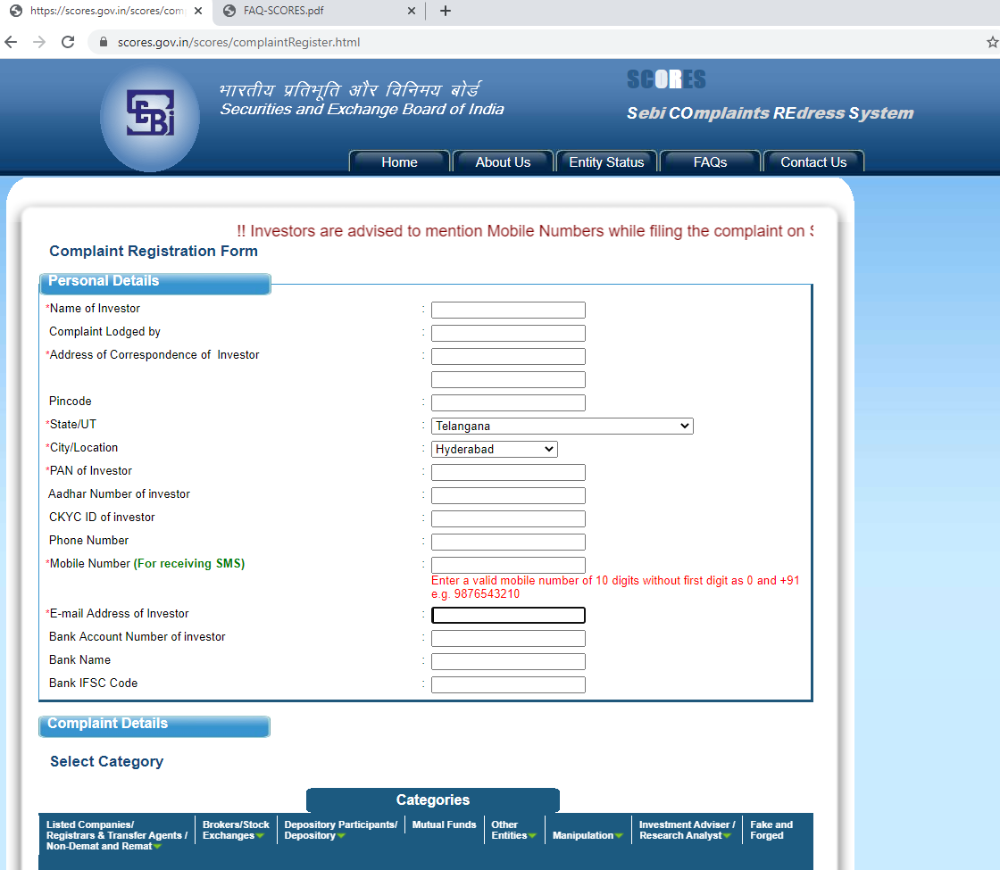 https://scores.gov.in/scores/com
FAQ-SCORES.pdf
scores.gov.in/scores/complaintRegister.html
SEBI
भारतीय प्रतिभूति और विनिमय बोर्ड
Securities and Exchange Board of India
SCORES
Sebi COmplaints REdress System
Home About Us Entity Status FAQs Contact Us
!! Investors are advised to mention Mobile Numbers while filing the complaint on S
Complaint Registration Form
Personal Details
*Name of Investor :
Complaint Lodged by :
*Address of Correspondence of Investor :
Pincode :
*State/UT : Telangana
*City/Location : Hyderabad
*PAN of Investor :
Aadhar Number of investor :
CKYC ID of investor :
Phone Number :
*Mobile Number (For receiving SMS) :
Enter a valid mobile number of 10 digits without first digit as 0 and +91
e.g. 9876543210
*E-mail Address of Investor :
Bank Account Number of investor :
Bank Name :
Bank IFSC Code :
Complaint Details
Select Category
Categories
Listed Companies/
Registrars & Transfer Agents /
Non-Demat and Remat
Brokers/Stock
Exchanges
Depository Participants/
Depository
Mutual Funds
Other
Entities
Manipulation
Investment Adviser /
Research Analyst
Fake and
Forged